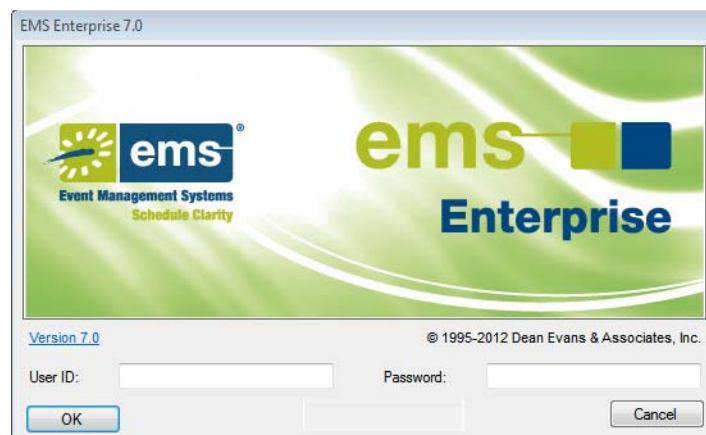 EMS Enterprise 7.0
ems®
Event Management Systems
Schedule Clarity
ems
Enterprise
Version 7.0
© 1995-2012 Dean Evans & Associates, Inc.
User ID:
Password:
OK
Cancel